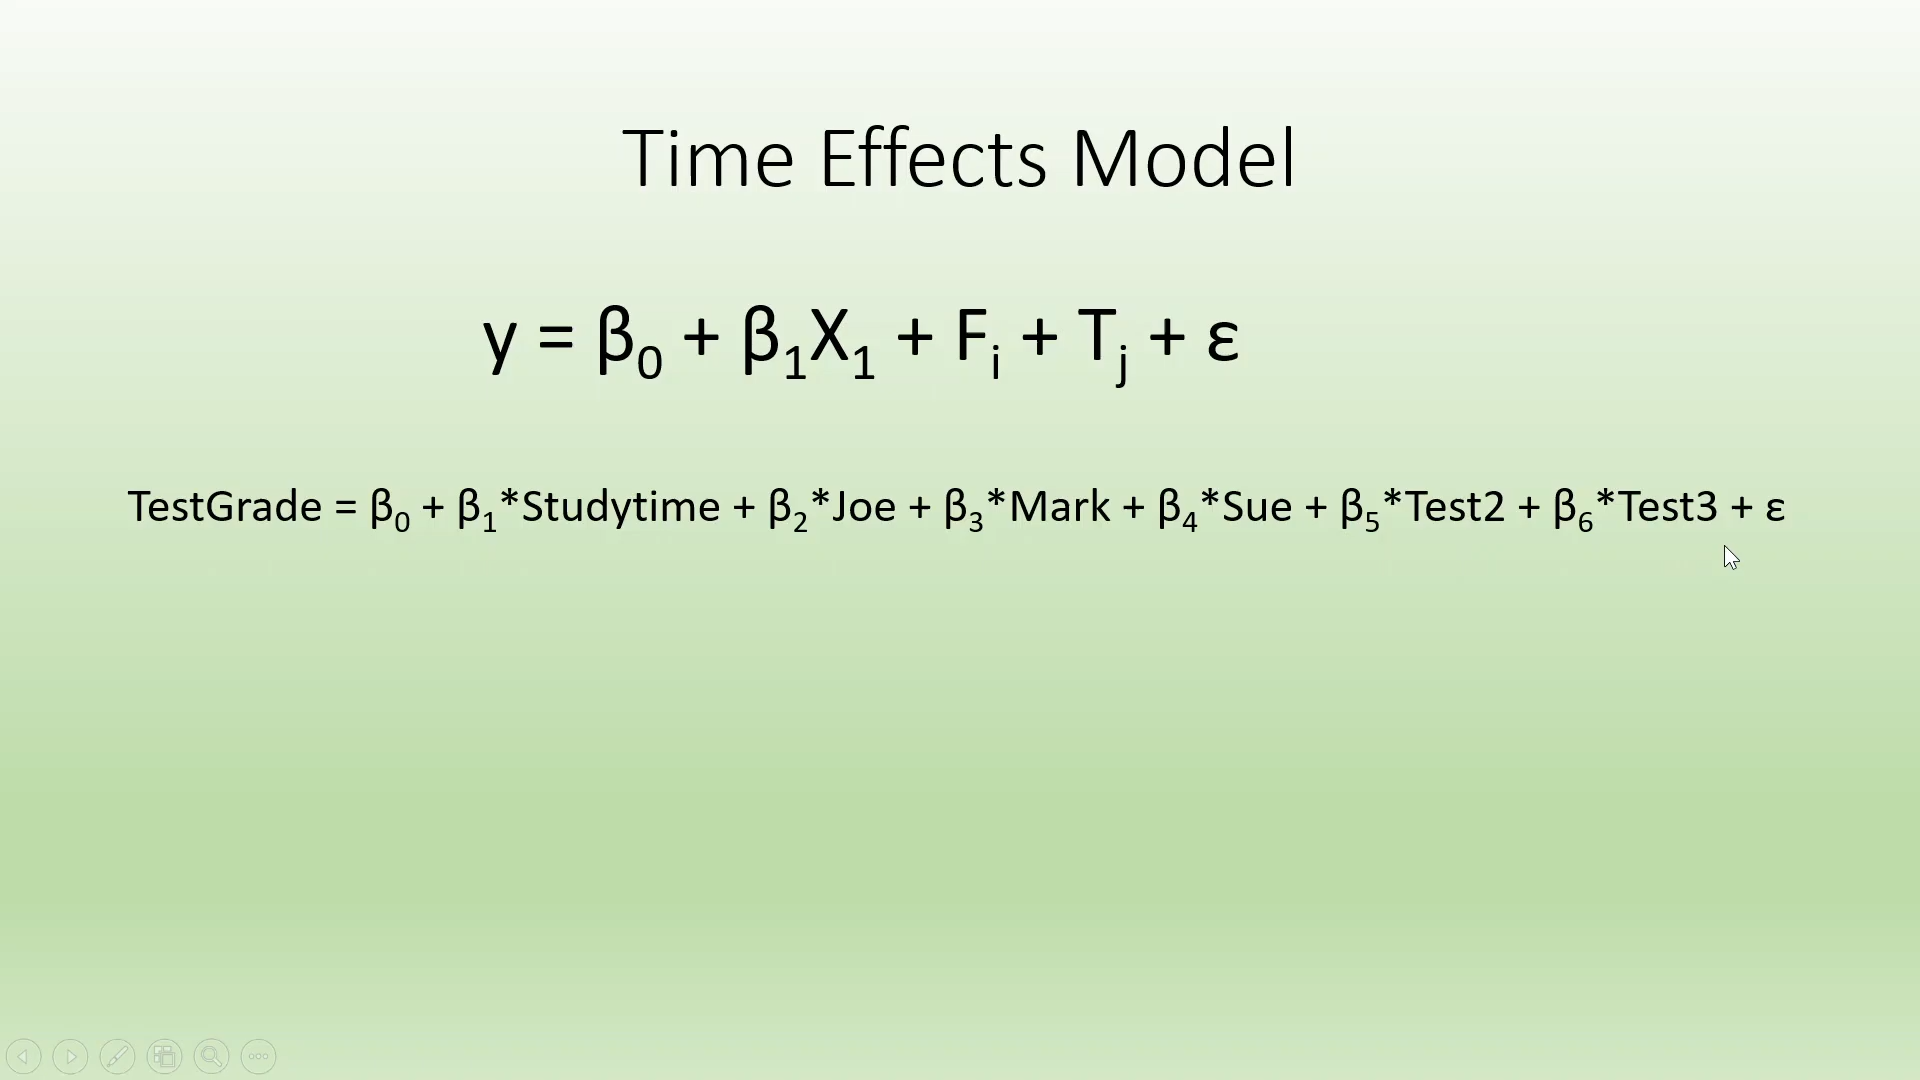 Time Effects Model
y = β₀ + β₁X₁ + Fᵢ + Tⱼ + ε
TestGrade = β₀ + β₁*Studytime + β₂*Joe + β₃*Mark + β₄*Sue + β₅*Test2 + β₆*Test3 + ε